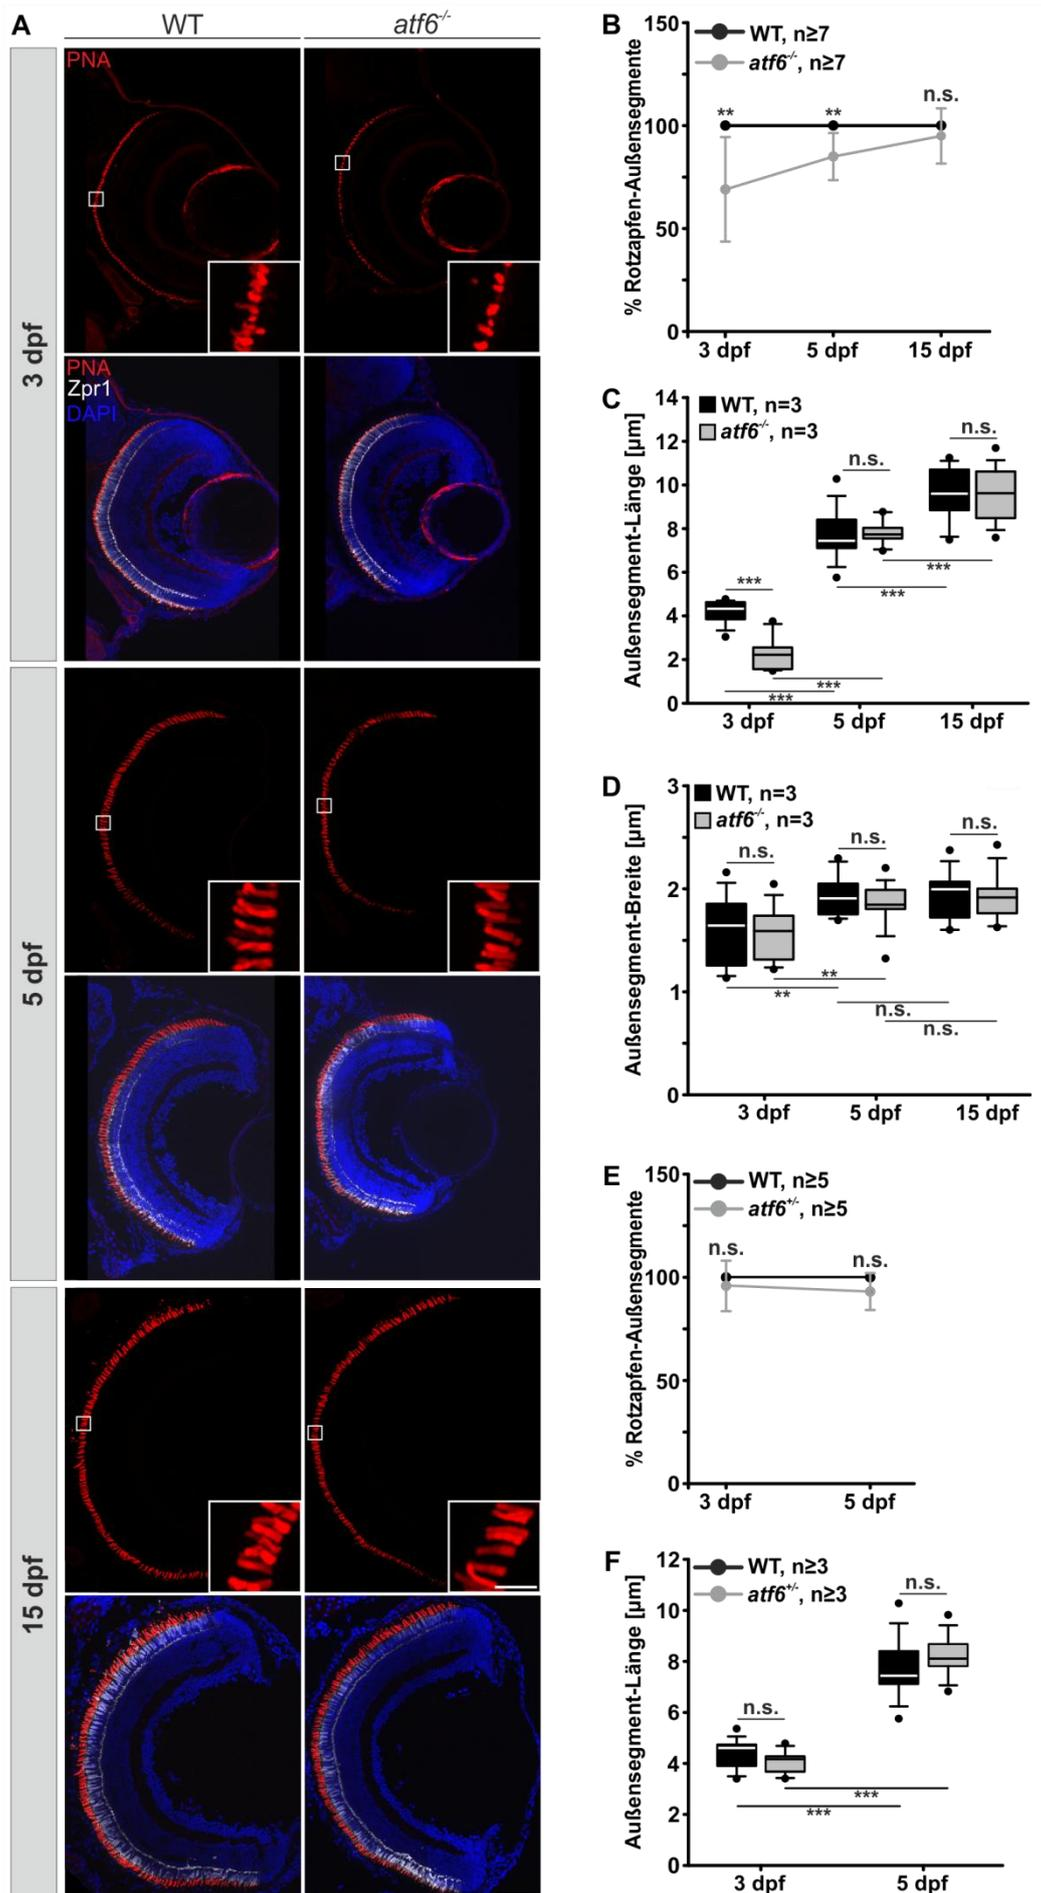 A
WT
atf6-/-
3 dpf
PNA
PNA
Zpr1
DAPI
5 dpf
15 dpf
B
% Rotzapfen-Außensegmente
WT, n≥7
atf6-/-, n≥7
150
100
50
0
**
**
n.s.
3 dpf
5 dpf
15 dpf
C
Außensegment-Länge [µm]
WT, n=3
atf6-/-, n=3
14
12
10
8
6
4
2
0
***
n.s.
n.s.
***
***
***
***
3 dpf
5 dpf
15 dpf
D
Außensegment-Breite [µm]
WT, n=3
atf6-/-, n=3
3
2
1
0
n.s.
n.s.
n.s.
**
**
n.s.
n.s.
3 dpf
5 dpf
15 dpf
E
% Rotzapfen-Außensegmente
WT, n≥5
atf6+/-, n≥5
150
100
50
0
n.s.
n.s.
3 dpf
5 dpf
F
Außensegment-Länge [µm]
WT, n≥3
atf6+/-, n≥3
12
10
8
6
4
2
0
n.s.
n.s.
***
***
3 dpf
5 dpf